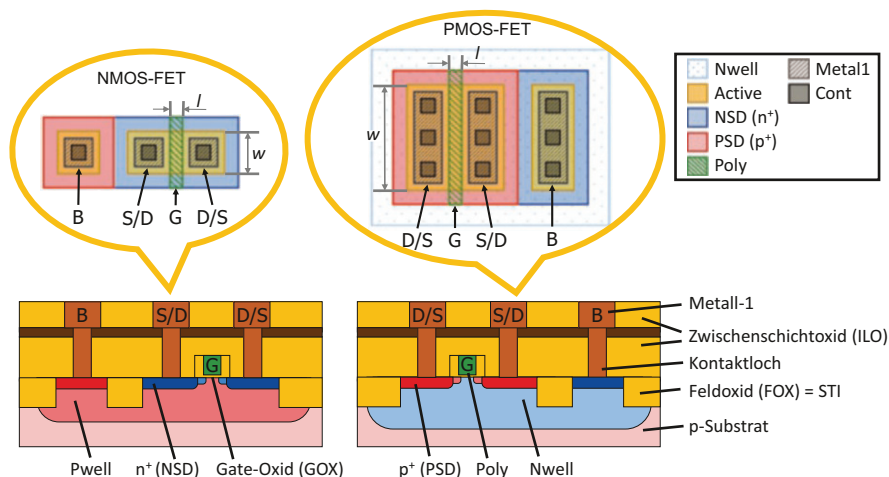 NMOS-FET
l
w
B
S/D
G
D/S
PMOS-FET
l
w
D/S
G
S/D
B
Nwell
Active
NSD (n+)
PSD (p+)
Poly
Metal1
Cont
B
S/D
D/S
G
Pwell
n+ (NSD)
Gate-Oxid (GOX)
D/S
S/D
B
G
p+ (PSD)
Poly
Nwell
Metall-1
Zwischenschichtoxid (ILO)
Kontaktloch
Feldoxid (FOX) = STI
p-Substrat